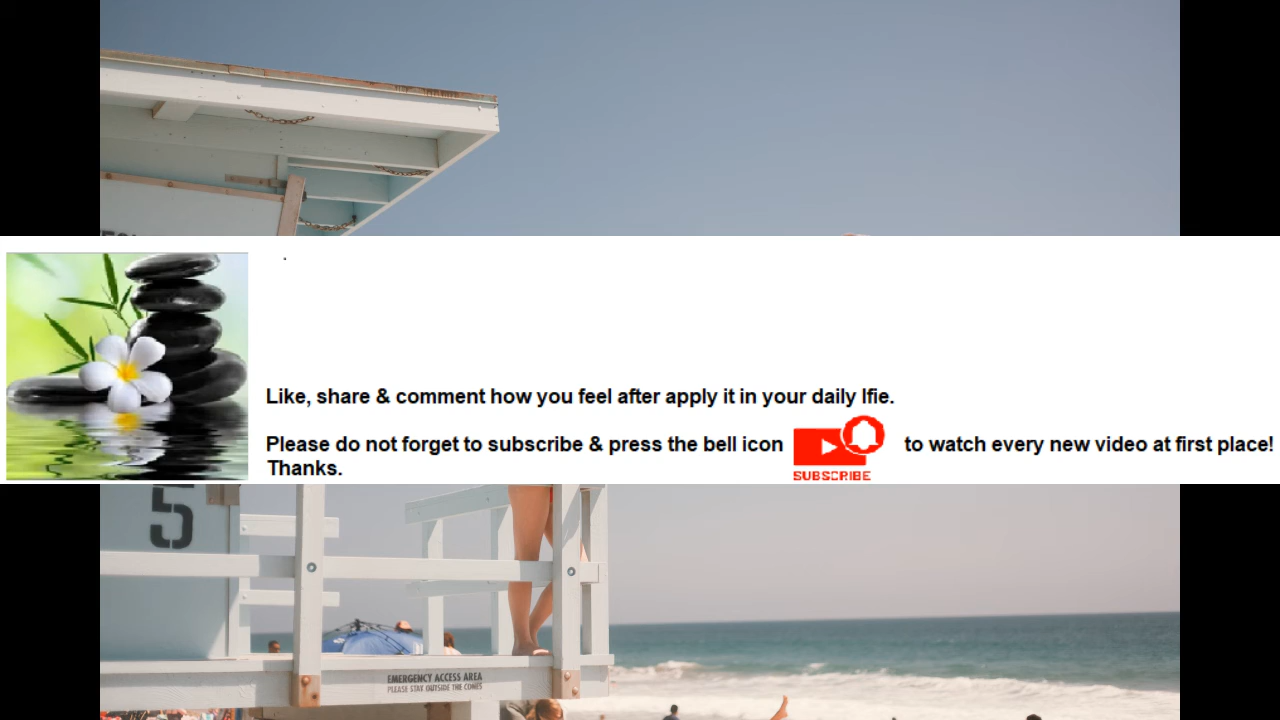 Like, share & comment how you feel after apply it in your daily lfie.
Please do not forget to subscribe & press the bell icon SUBSCRIBE to watch every new video at first place!
Thanks.
5
EMERGENCY ACCESS AREA
PLEASE STAY OUTSIDE THE CONES